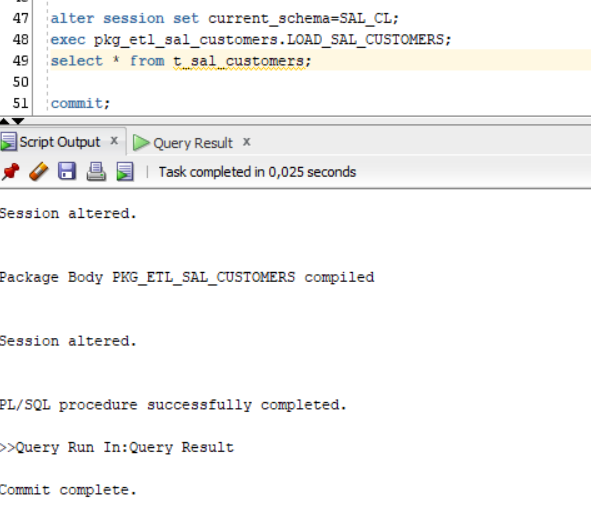 47 alter session set current_schema=SAL_CL;
48 exec pkg_etl_sal_customers.LOAD_SAL_CUSTOMERS;
49 select * from t_sal_customers;
50
51 commit;
Script Output x Query Result x
Task completed in 0,025 seconds
Session altered.
Package Body PKG_ETL_SAL_CUSTOMERS compiled
Session altered.
PL/SQL procedure successfully completed.
>>Query Run In:Query Result
Commit complete.